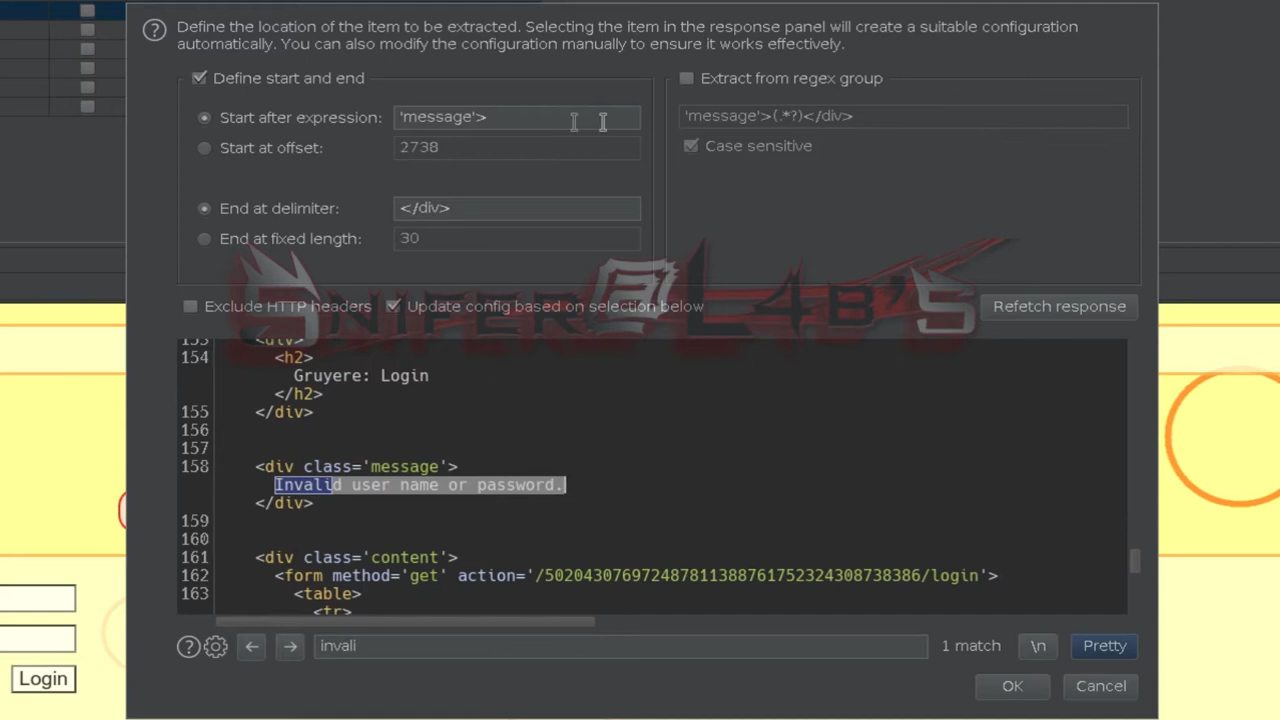 Define the location of the item to be extracted. Selecting the item in the response panel will create a suitable configuration
automatically. You can also modify the configuration manually to ensure it works effectively.
Define start and end
Extract from regex group
Start after expression: 'message'>
'message'>(.*?)</div>
Start at offset: 2738
Case sensitive
End at delimiter: </div>
End at fixed length: 30
SNIFER@L4B'S
Exclude HTTP headers
Update config based on selection below
Refetch response
153 <div>
154 <h2>
Gruyere: Login
</h2>
155 </div>
156
157
158 <div class='message'>
Invalid user name or password.
</div>
159
160
161 <div class='content'>
162 <form method='get' action='/502043076972487811388761752324308738386/login'>
163 <table>
<tr>
invali
1 match
\n
Pretty
Login
OK
Cancel